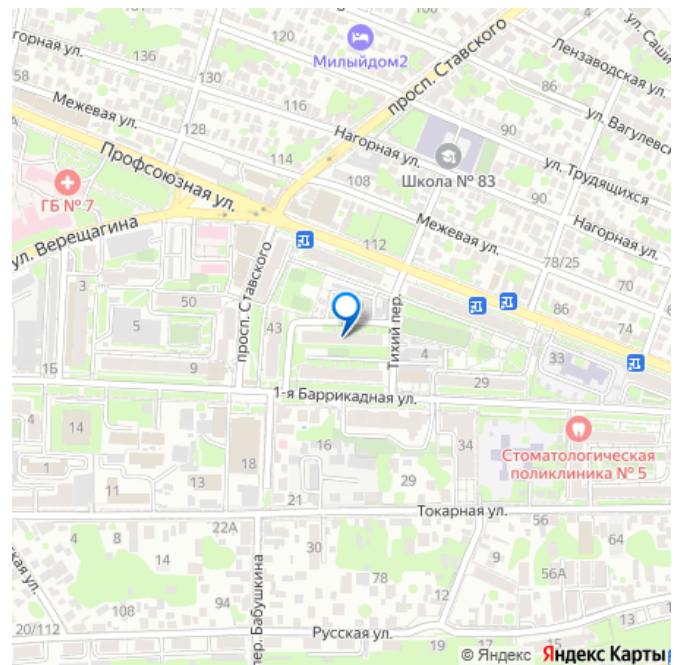 120
Милыйдом2
просп. Ставского
ул. Саши
Лензаводская ул.
Нагорная ул.
136
130
58
116
86
ул. Вагулевск
Межевая ул.
128
Нагорная ул.
90
ул. Трудящихся
Профсоюзная ул.
114
108
Школа № 83
90
ГБ № 7
Межевая ул.
Нагорная ул.
ул. Верещагина
112
78/25
70
3
50
просп. Ставского
86
74
5
43
Тихий пер.
4
33
1Б
9
29
1-я Баррикадная ул.
4
14
16
34
Стоматологическая
поликлиника № 5
1
18
13
29
11
21
Токарная ул.
22А
56
4
8
14
30
64
9
кая ул.
78
56А
108
94
пер. Бабушкина
104
20/112
Русская ул.
© Яндекс Яндекс Карты